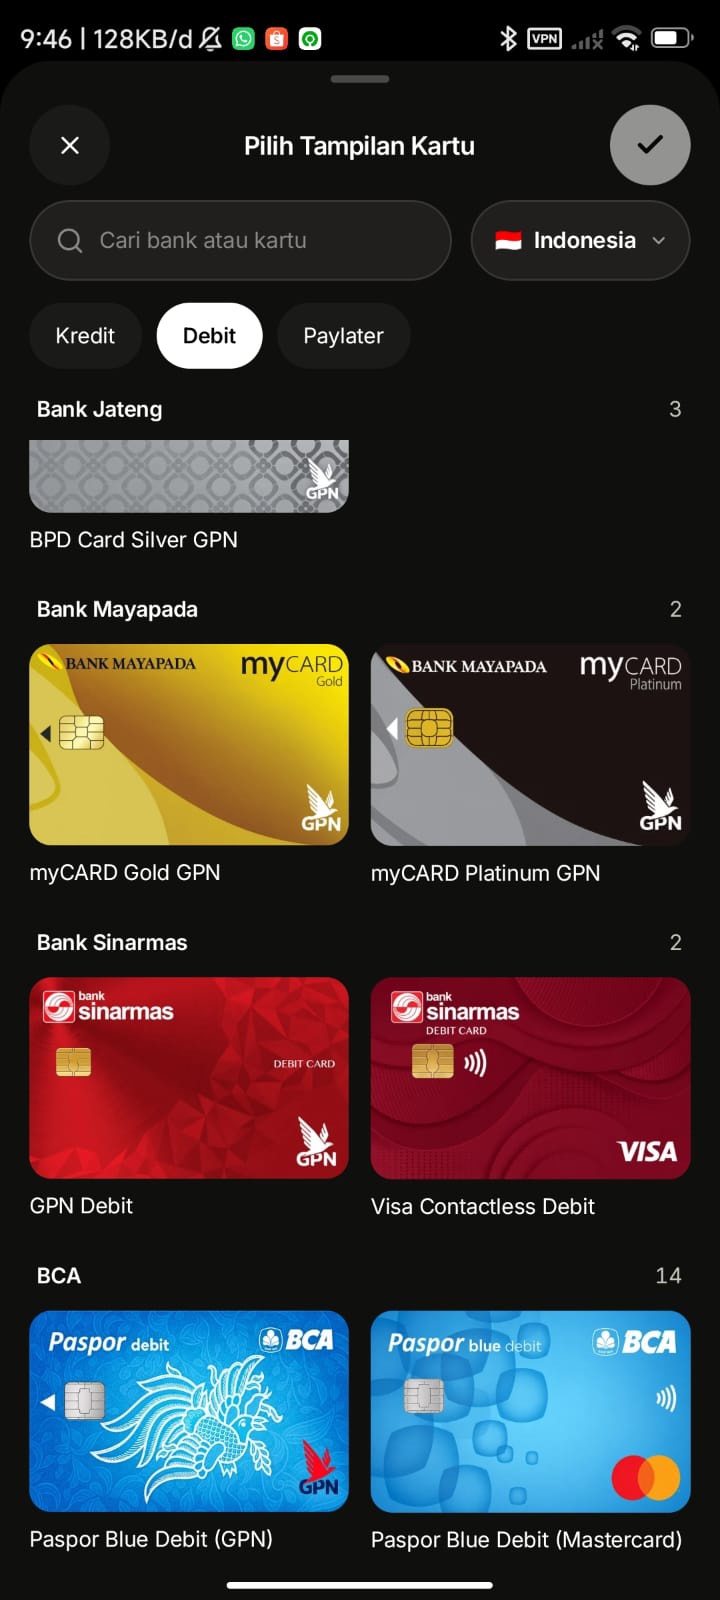 9:46 | 128KB/d
VPN
Pilih Tampilan Kartu
Cari bank atau kartu
Indonesia
Kredit
Debit
Paylater
Bank Jateng
3
GPN
BPD Card Silver GPN
Bank Mayapada
2
BANK MAYAPADA
myCARD
Gold
GPN
BANK MAYAPADA
myCARD
Platinum
GPN
myCARD Gold GPN
myCARD Platinum GPN
Bank Sinarmas
2
bank
sinarmas
DEBIT CARD
GPN
bank
sinarmas
DEBIT CARD
VISA
GPN Debit
Visa Contactless Debit
BCA
14
Paspor debit
BCA
GPN
Paspor blue debit
BCA
Paspor Blue Debit (GPN)
Paspor Blue Debit (Mastercard)